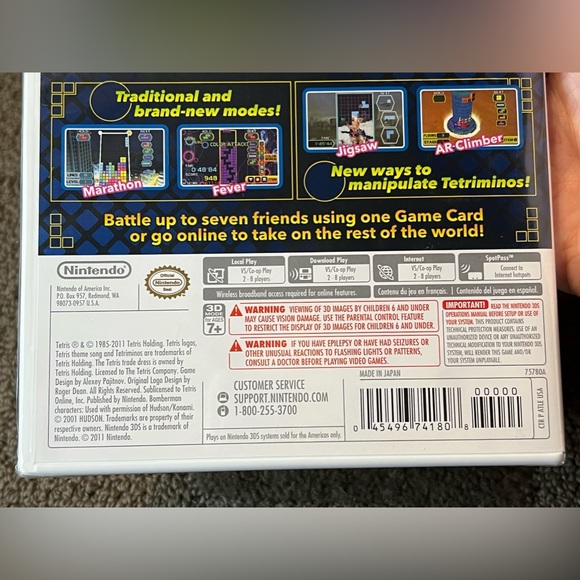 Traditional and
brand-new modes!
Marathon
Fever
COLOR ATTACK
Jigsaw
AR-Climber
New ways to
manipulate Tetriminos!
Battle up to seven friends using one Game Card
or go online to take on the rest of the world!
Nintendo
Nintendo of America Inc.
P.O. Box 957, Redmond, WA
98073-0957 U.S.A.
Official
Nintendo
Seal
Local Play
VS/Co-op Play
2 - 8 players
Download Play
VS/Co-op Play
2 - 8 players
Internet
VS/Co-op Play
2 - 8 players
SpotPass™
Connect to
Internet hotspots
Wireless broadband access required for online features.
Contenu du jeu en français.
Contenido del juego en español.
3D
MODE
FOR AGES
7+
WARNING VIEWING OF 3D IMAGES BY CHILDREN 6 AND UNDER
MAY CAUSE VISION DAMAGE. USE THE PARENTAL CONTROL FEATURE
TO RESTRICT THE DISPLAY OF 3D IMAGES FOR CHILDREN 6 AND UNDER.
WARNING IF YOU HAVE EPILEPSY OR HAVE HAD SEIZURES OR
OTHER UNUSUAL REACTIONS TO FLASHING LIGHTS OR PATTERNS,
CONSULT A DOCTOR BEFORE PLAYING VIDEO GAMES.
IMPORTANT! READ THE NINTENDO 3DS
OPERATIONS MANUAL BEFORE SETUP OR USE OF
YOUR SYSTEM. THIS PRODUCT CONTAINS
TECHNICAL PROTECTION MEASURES. USE OF AN
UNAUTHORIZED DEVICE OR ANY UNAUTHORIZED
TECHNICAL MODIFICATION TO YOUR NINTENDO 3DS
SYSTEM, WILL RENDER THIS GAME AND/OR
YOUR SYSTEM UNPLAYABLE.
Tetris ® & © 1985-2011 Tetris Holding. Tetris logos,
Tetris theme song and Tetriminos are trademarks of
Tetris Holding. The Tetris trade dress is owned by
Tetris Holding. Licensed to The Tetris Company. Game
Design by Alexey Pajitnov. Original Logo Design by
Roger Dean. All Rights Reserved. Sublicensed to Tetris
Online, Inc. Published by Nintendo. Bomberman
characters: Used with permission of Hudson/Konami.
© 2001 HUDSON. Trademarks are property of their
respective owners. Nintendo 3DS is a trademark of
Nintendo. © 2011 Nintendo.
CUSTOMER SERVICE
SUPPORT.NINTENDO.COM
1-800-255-3700
Plays on Nintendo 3DS systems sold for the Americas only.
MADE IN JAPAN
75780A
00000
0 45496 74180 8
CTR P ATLE USA